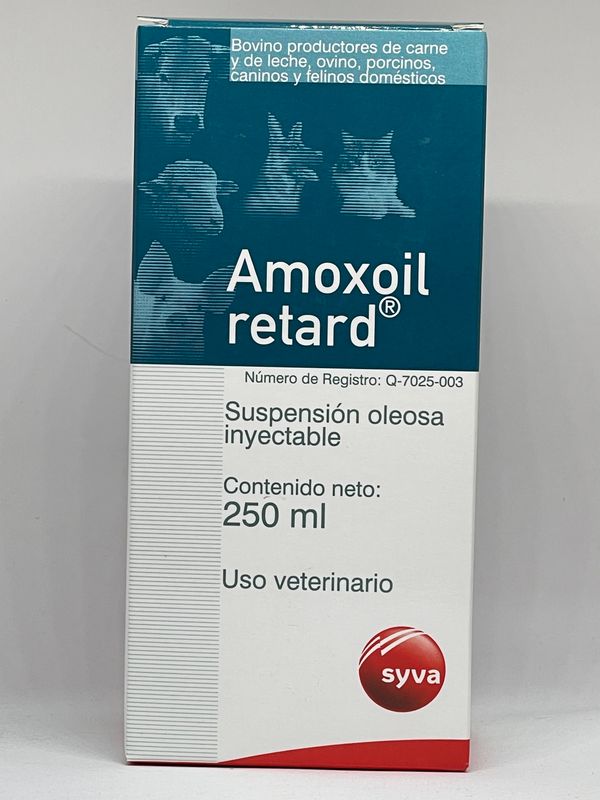 Bovino productores de carne
y de leche, ovino, porcinos,
caninos y felinos domésticos
Amoxoil
retard®
Número de Registro: Q-7025-003
Suspensión oleosa
inyectable
Contenido neto:
250 ml
Uso veterinario
syva